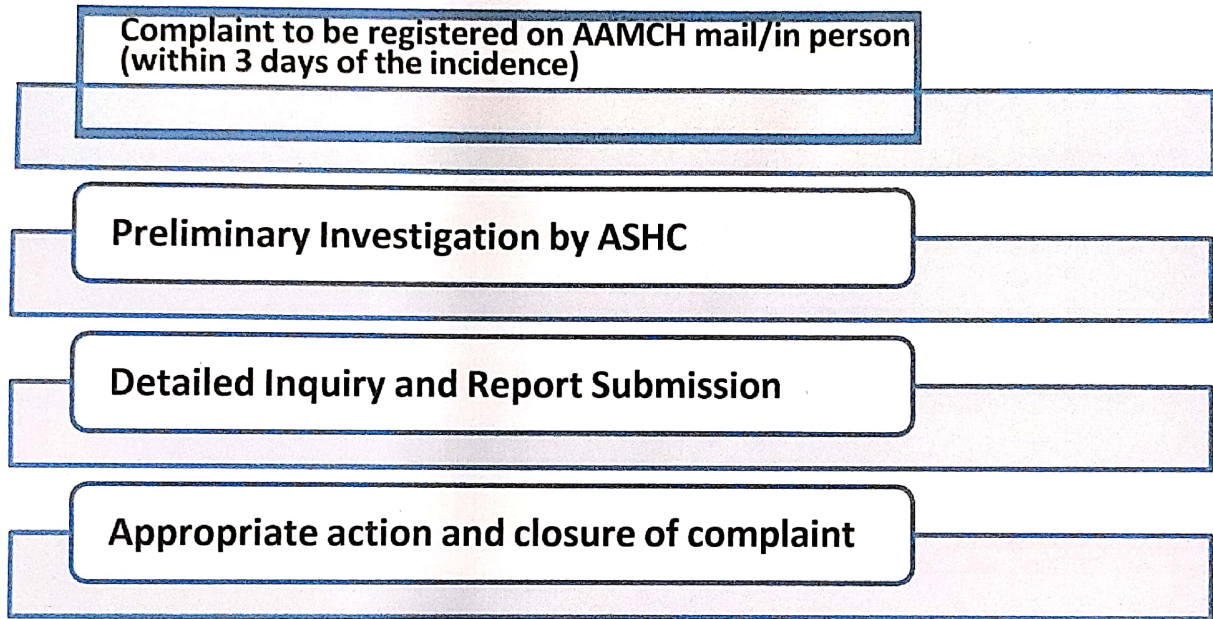 Complaint to be registered on AAMCH mail/in person
(within 3 days of the incidence)
Preliminary Investigation by ASHC
Detailed Inquiry and Report Submission
Appropriate action and closure of complaint